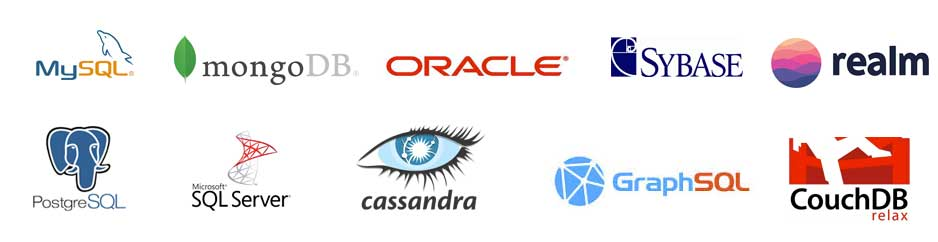 MySQL®
mongoDB®
ORACLE®
SYBASE
realm
PostgreSQL
Microsoft®
SQL Server®
cassandra
GraphSQL
CouchDB
relax